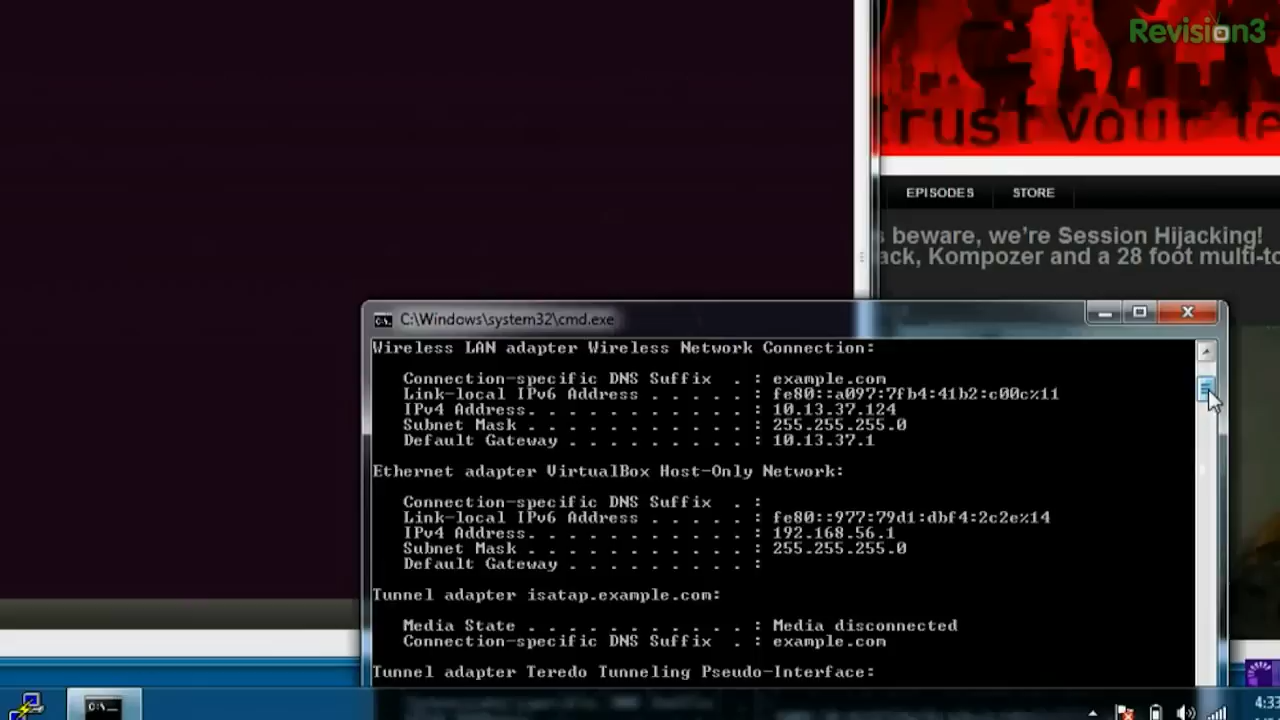 Revision3
trust your te
EPISODES STORE
beware, we're Session Hijacking!
ack, Kompozer and a 28 foot multi-to
C:\Windows\system32\cmd.exe
Wireless LAN adapter Wireless Network Connection:
Connection-specific DNS Suffix . : example.com
Link-local IPv6 Address . . . . . : fe80::a097:7fb4:41b2:c00c%11
IPv4 Address. . . . . . . . . . . : 10.13.37.124
Subnet Mask . . . . . . . . . . . : 255.255.255.0
Default Gateway . . . . . . . . . : 10.13.37.1
Ethernet adapter VirtualBox Host-Only Network:
Connection-specific DNS Suffix . :
Link-local IPv6 Address . . . . . : fe80::977:79d1:dbf4:2c2e%14
IPv4 Address. . . . . . . . . . . : 192.168.56.1
Subnet Mask . . . . . . . . . . . : 255.255.255.0
Default Gateway . . . . . . . . . :
Tunnel adapter isatap.example.com:
Media State . . . . . . . . . . . : Media disconnected
Connection-specific DNS Suffix . : example.com
Tunnel adapter Teredo Tunneling Pseudo-Interface:
4:33